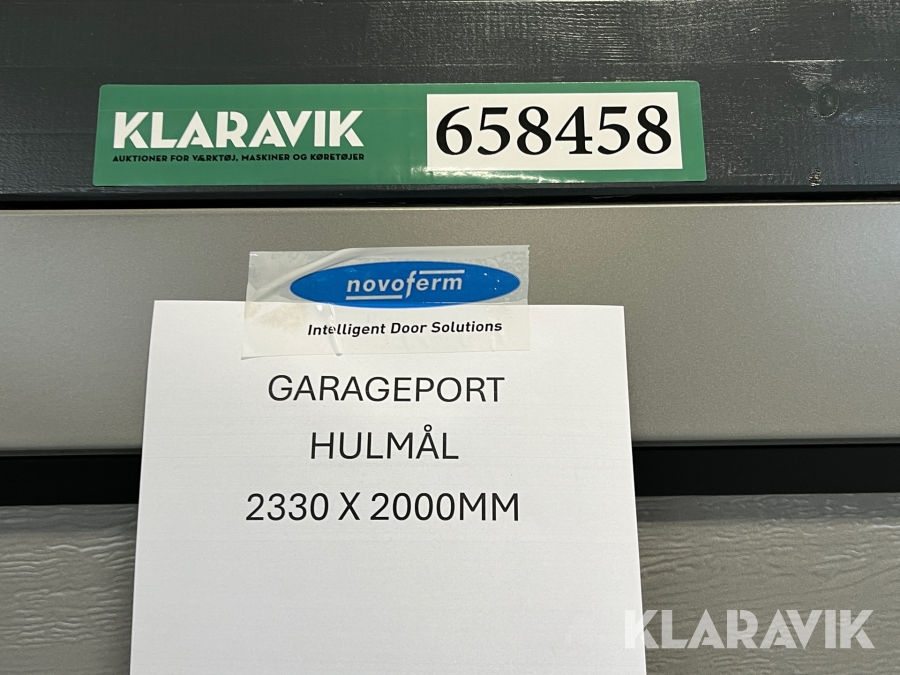 KLARAVIK
AUKTIONER FOR VÆRKTØJ, MASKINER OG KØRETØJER
658458
novoferm
Intelligent Door Solutions
GARAGEPORT
HULMÅL
2330 X 2000MM
KLARAVIK